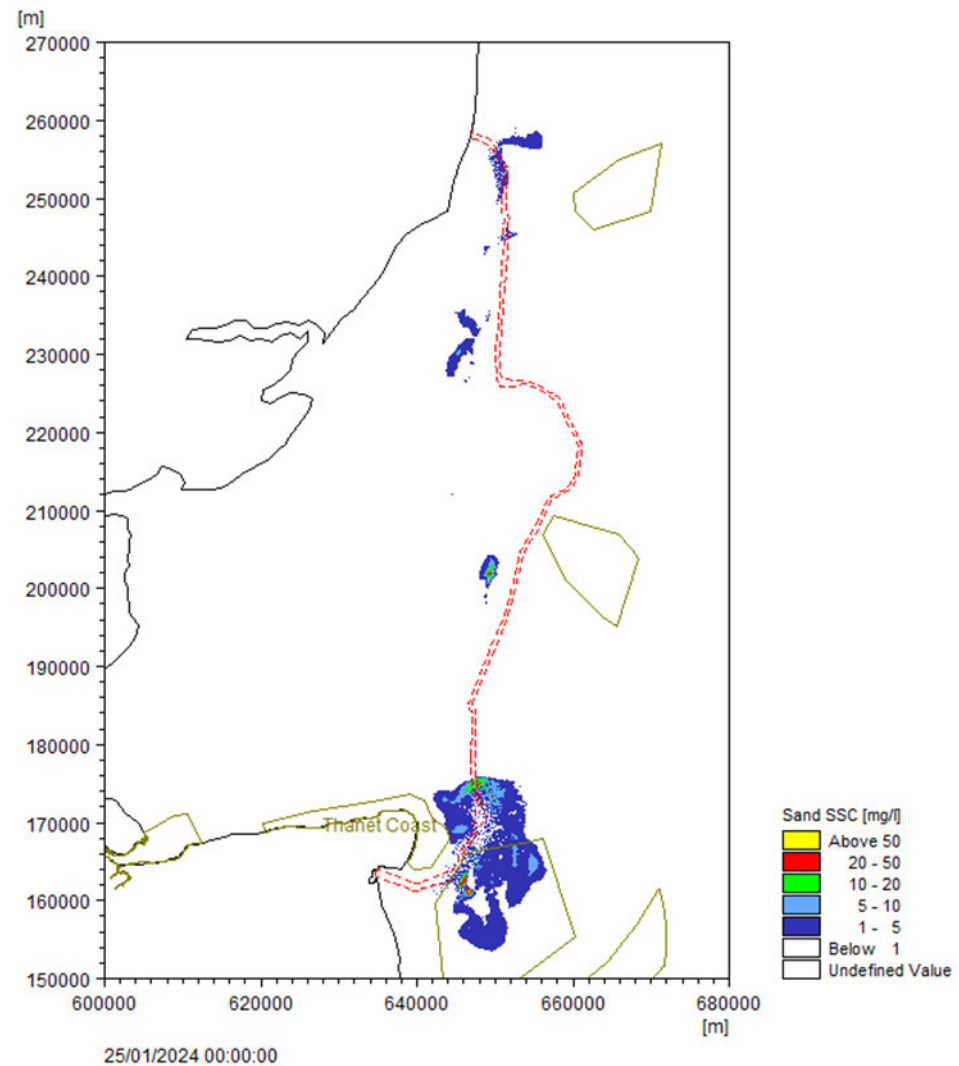 [m]
270000
260000
250000
240000
230000
220000
210000
200000
190000
180000
170000
160000
150000
Thanet Coast
600000 620000 640000 660000 680000
[m]
25/01/2024 00:00:00
Sand SSC [mg/l]
Above 50
20 - 50
10 - 20
5 - 10
1 - 5
Below 1
Undefined Value